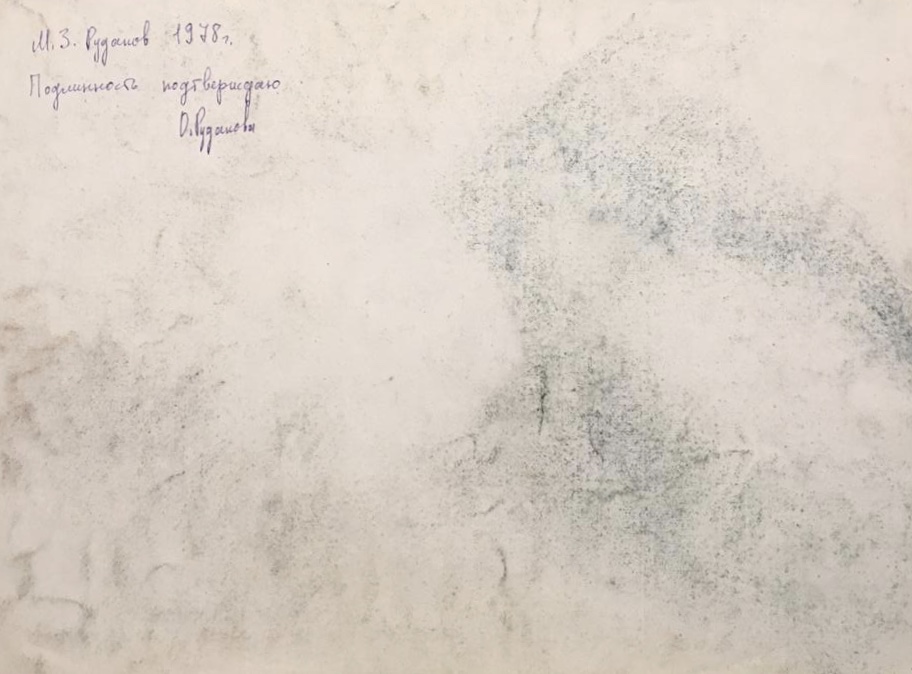 М. З. Рудаков 1978г.
Подлинность подтверждаю
О. Рудакова